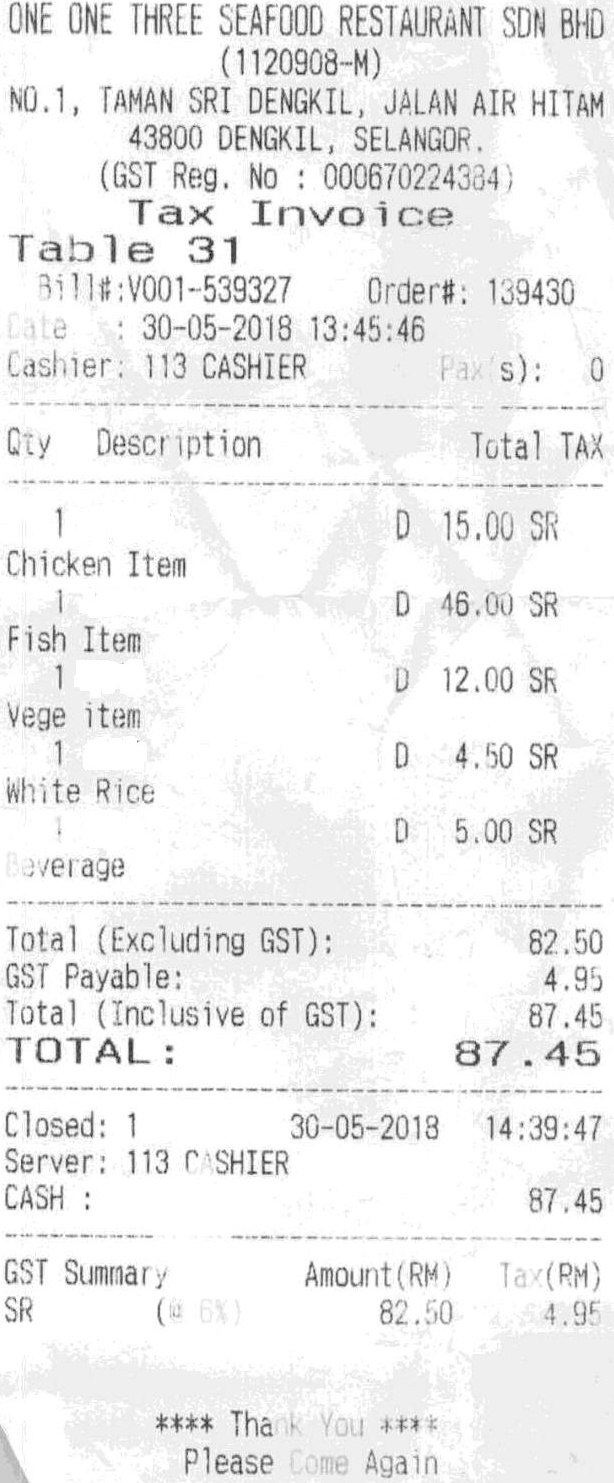 ONE ONE THREE SEAFOOD RESTAURANT SDN BHD
(1120908-M)
NO.1, TAMAN SRI DENGKIL, JALAN AIR HITAM
43800 DENGKIL, SELANGOR.
(GST Reg. No : 000670224384)
Tax Invoice
Table 31
Bill#:V001-539327 Order#: 139430
Date : 30-05-2018 13:45:46
Cashier: 113 CASHIER Pax(s): 0
Qty Description Total TAX
1 D 15.00 SR
Chicken Item
1 D 46.00 SR
Fish Item
1 D 12.00 SR
Vege item
1 D 4.50 SR
White Rice
1 D 5.00 SR
Beverage
Total (Excluding GST): 82.50
GST Payable: 4.95
Total (Inclusive of GST): 87.45
TOTAL: 87.45
Closed: 1 30-05-2018 14:39:47
Server: 113 CASHIER
CASH : 87.45
GST Summary Amount(RM) Tax(RM)
SR (@ 6%) 82.50 4.95
**** Thank You ****
Please Come Again